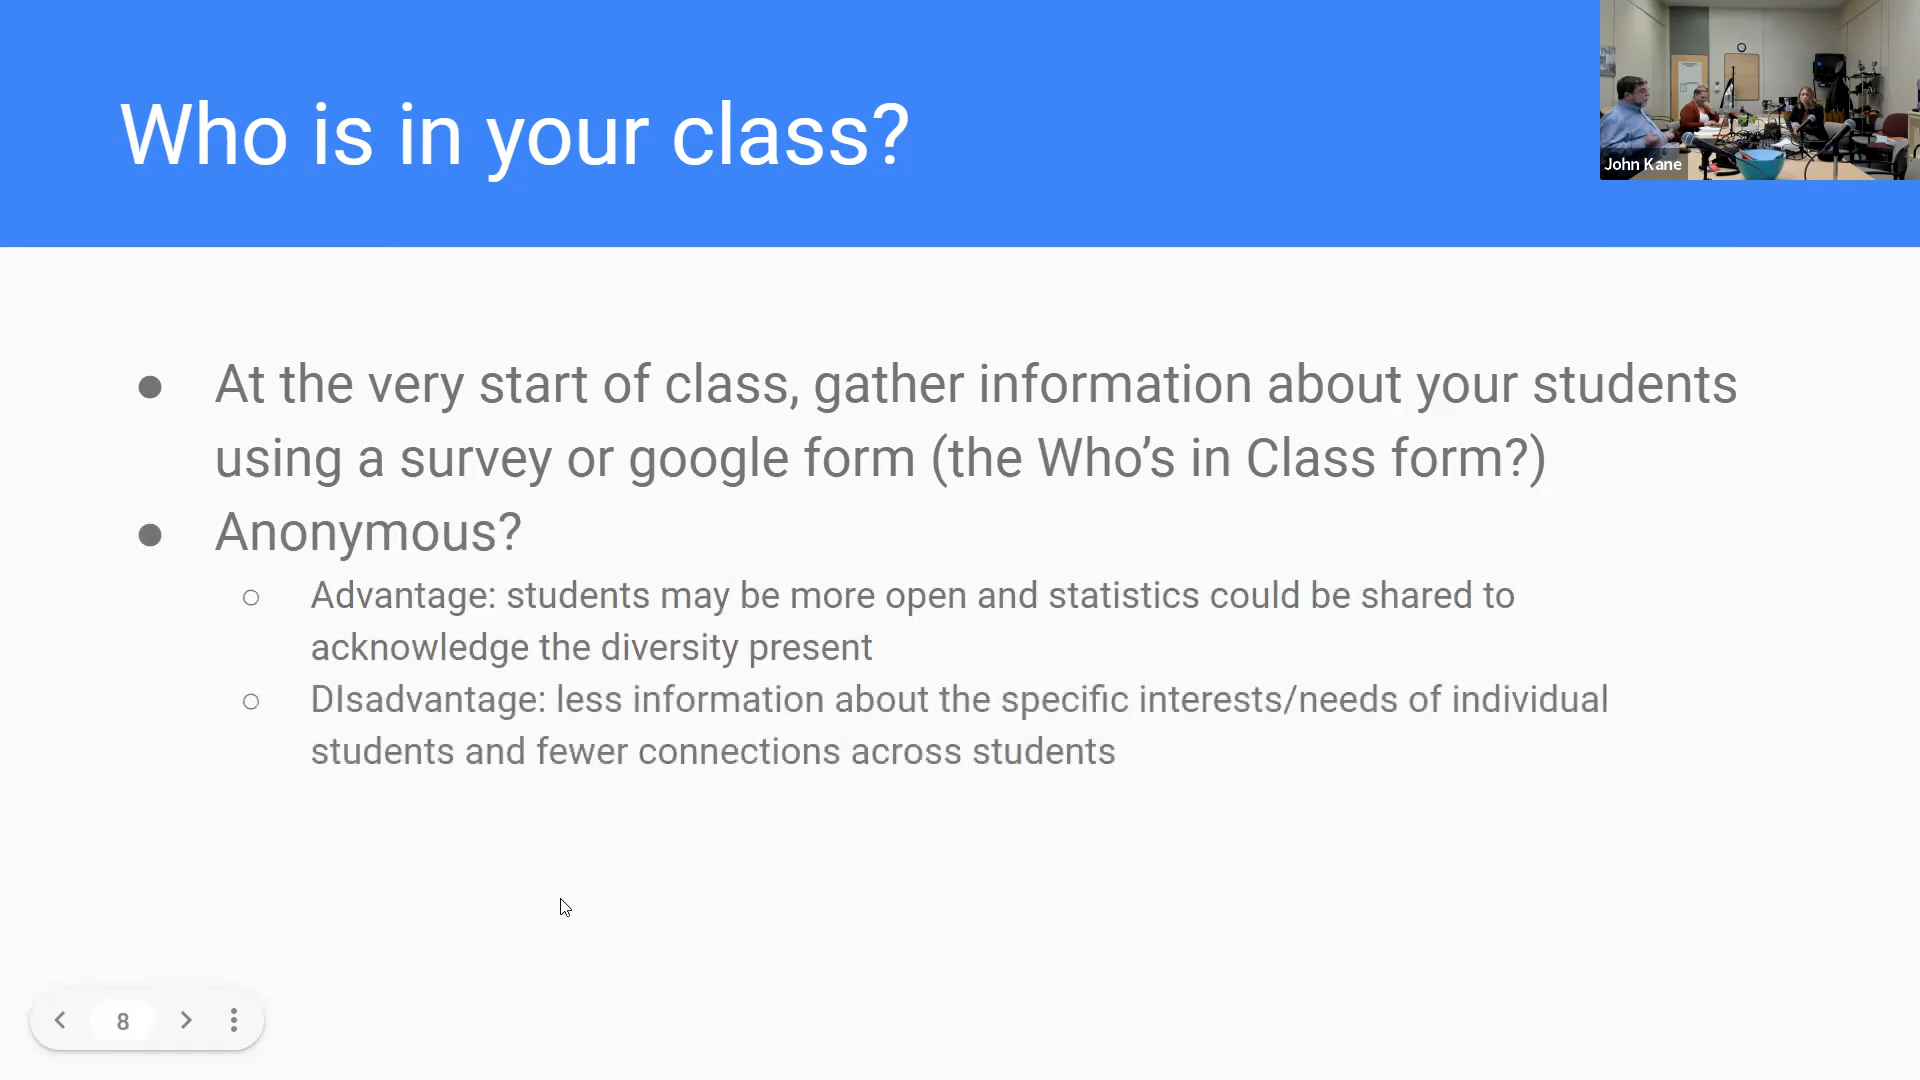 Who is in your class?
John Kane
● At the very start of class, gather information about your students
using a survey or google form (the Who’s in Class form?)
● Anonymous?
○ Advantage: students may be more open and statistics could be shared to
acknowledge the diversity present
○ DIsadvantage: less information about the specific interests/needs of individual
students and fewer connections across students
8